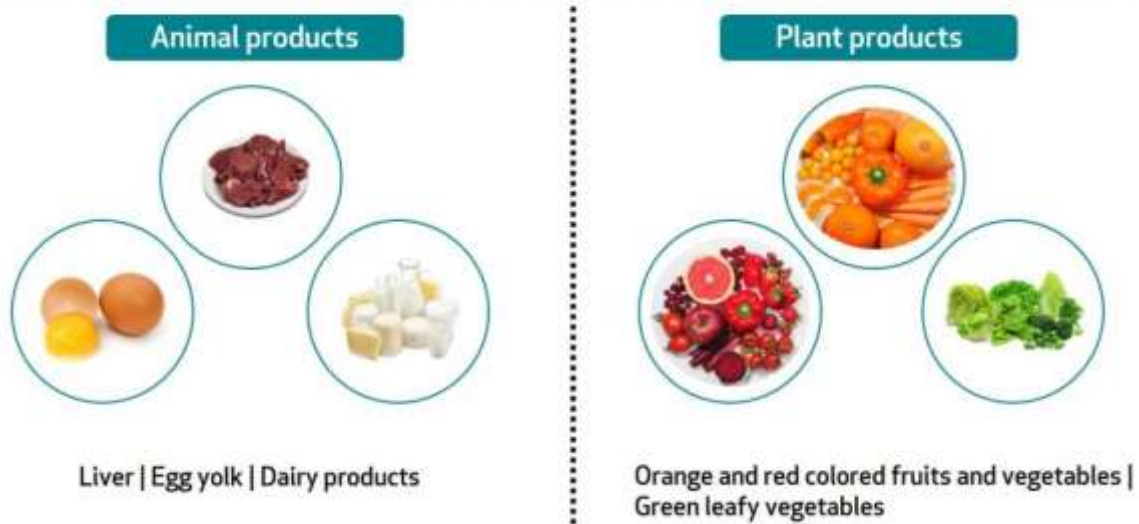 Animal products
Liver | Egg yolk | Dairy products
Plant products
Orange and red colored fruits and vegetables |
Green leafy vegetables